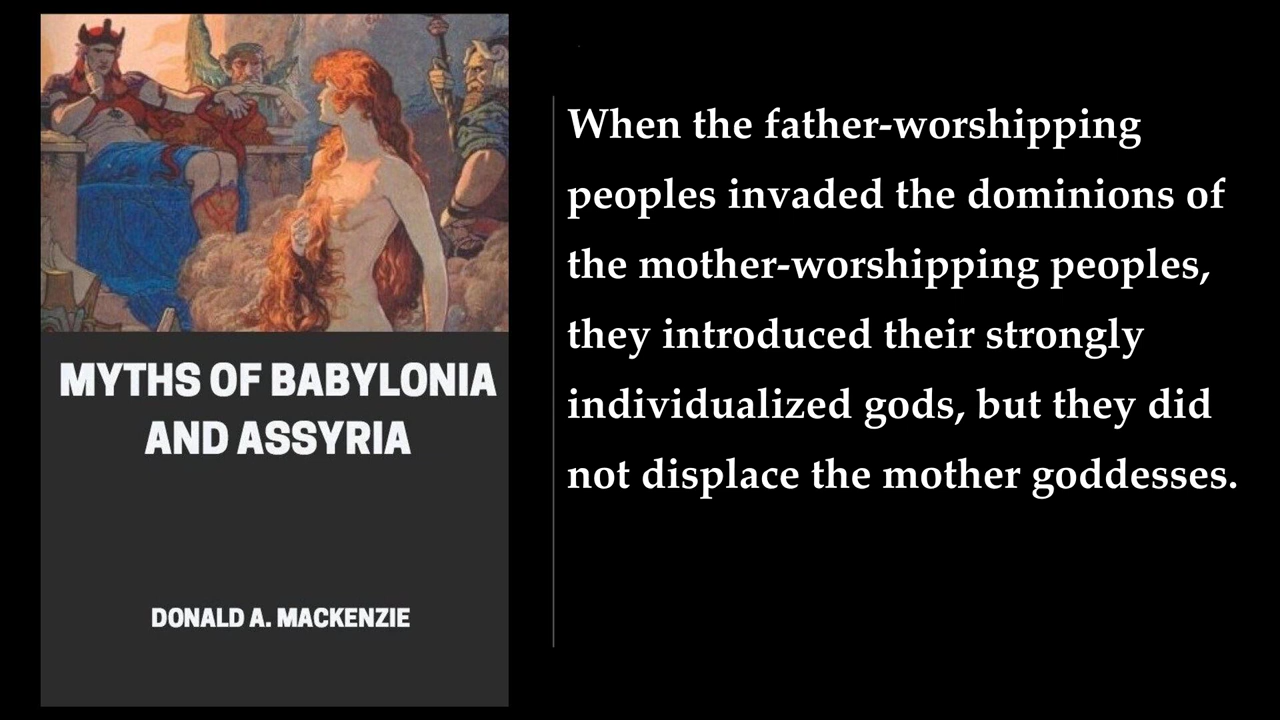 MYTHS OF BABYLONIA
AND ASSYRIA
DONALD A. MACKENZIE
When the father-worshipping
peoples invaded the dominions of
the mother-worshipping peoples,
they introduced their strongly
individualized gods, but they did
not displace the mother goddesses.